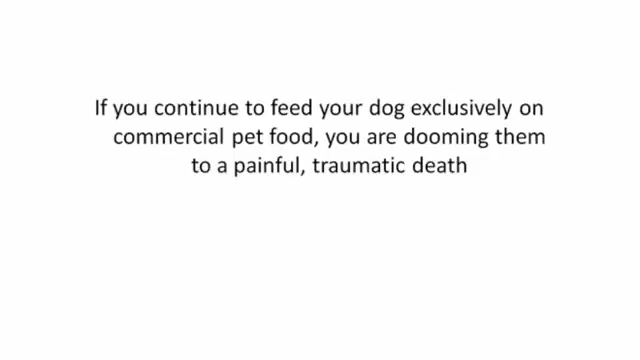 If you continue to feed your dog exclusively on
commercial pet food, you are dooming them
to a painful, traumatic death